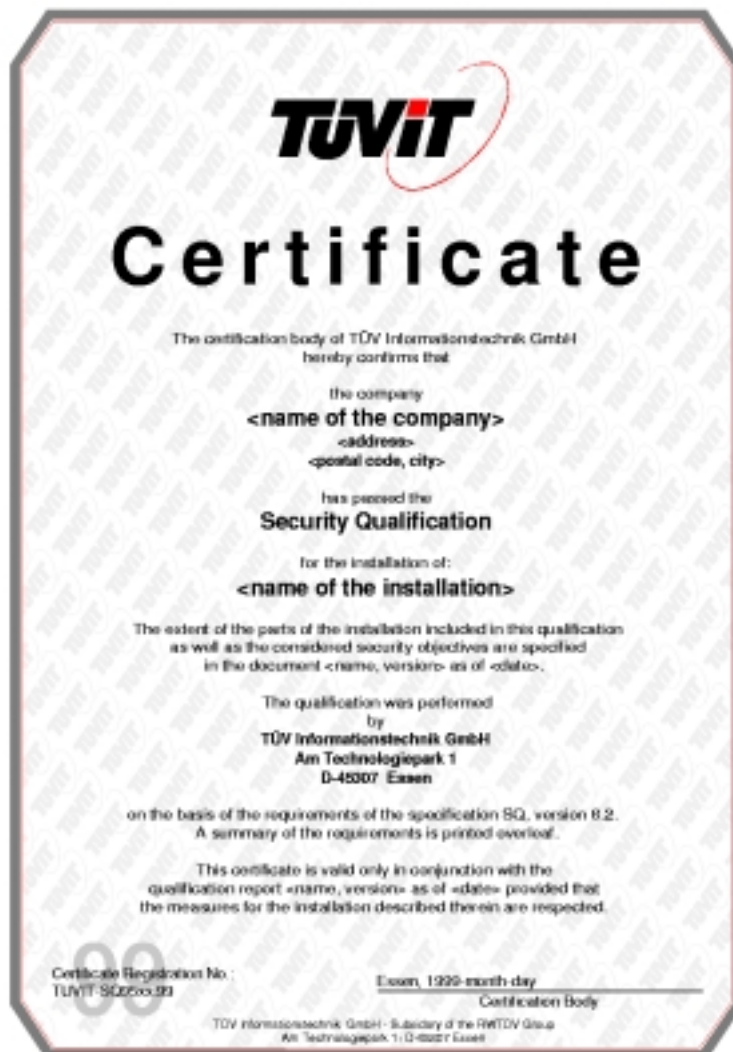 TÜViT
Certificate
The certification body of TÜV Informationstechnik GmbH
hereby confirms that
the company
<name of the company>
<address>
<postal code, city>
has passed the
Security Qualification
for the installation of:
<name of the installation>
The extent of the parts of the installation included in this qualification
as well as the considered security objectives are specified
in the document <name, version> as of <date>.
The qualification was performed
by
TÜV Informationstechnik GmbH
Am Technologiepark 1
D-45307 Essen
on the basis of the requirements of the specification SQ, version 6.2.
A summary of the requirements is printed overleaf.
This certificate is valid only in conjunction with the
qualification report <name, version> as of <date> provided that
the measures for the installation described therein are respected.
99
Certificate Registration No.:
Essen, 1999-month-day
Certification Body
TÜV Informationstechnik GmbH - Subsidiary of the RWTÜV Group
Am Technologiepark 1, D-45307 Essen